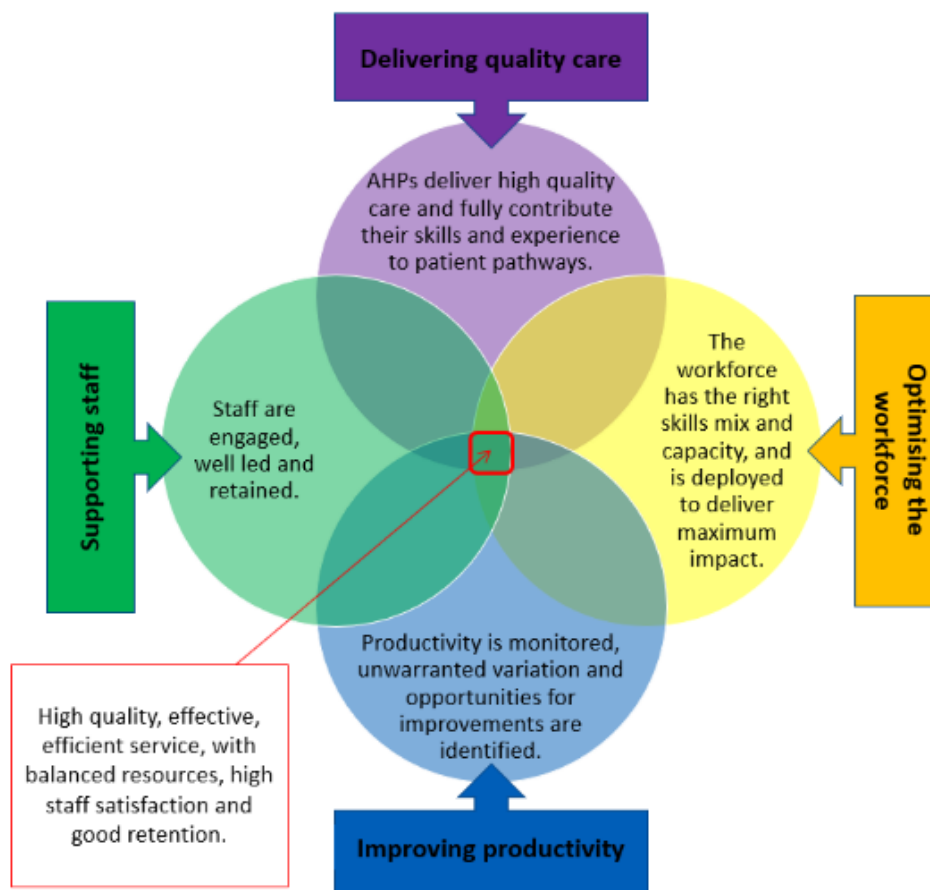 Delivering quality care
AHPs deliver high quality
care and fully contribute
their skills and experience
to patient pathways.
Supporting staff
Staff are
engaged,
well led and
retained.
The
workforce
has the right
skills mix and
capacity, and
is deployed
to deliver
maximum
impact.
Optimising the
workforce
Productivity is monitored,
unwarranted variation and
opportunities for
improvements are
identified.
High quality, effective,
efficient service, with
balanced resources, high
staff satisfaction and
good retention.
Improving productivity